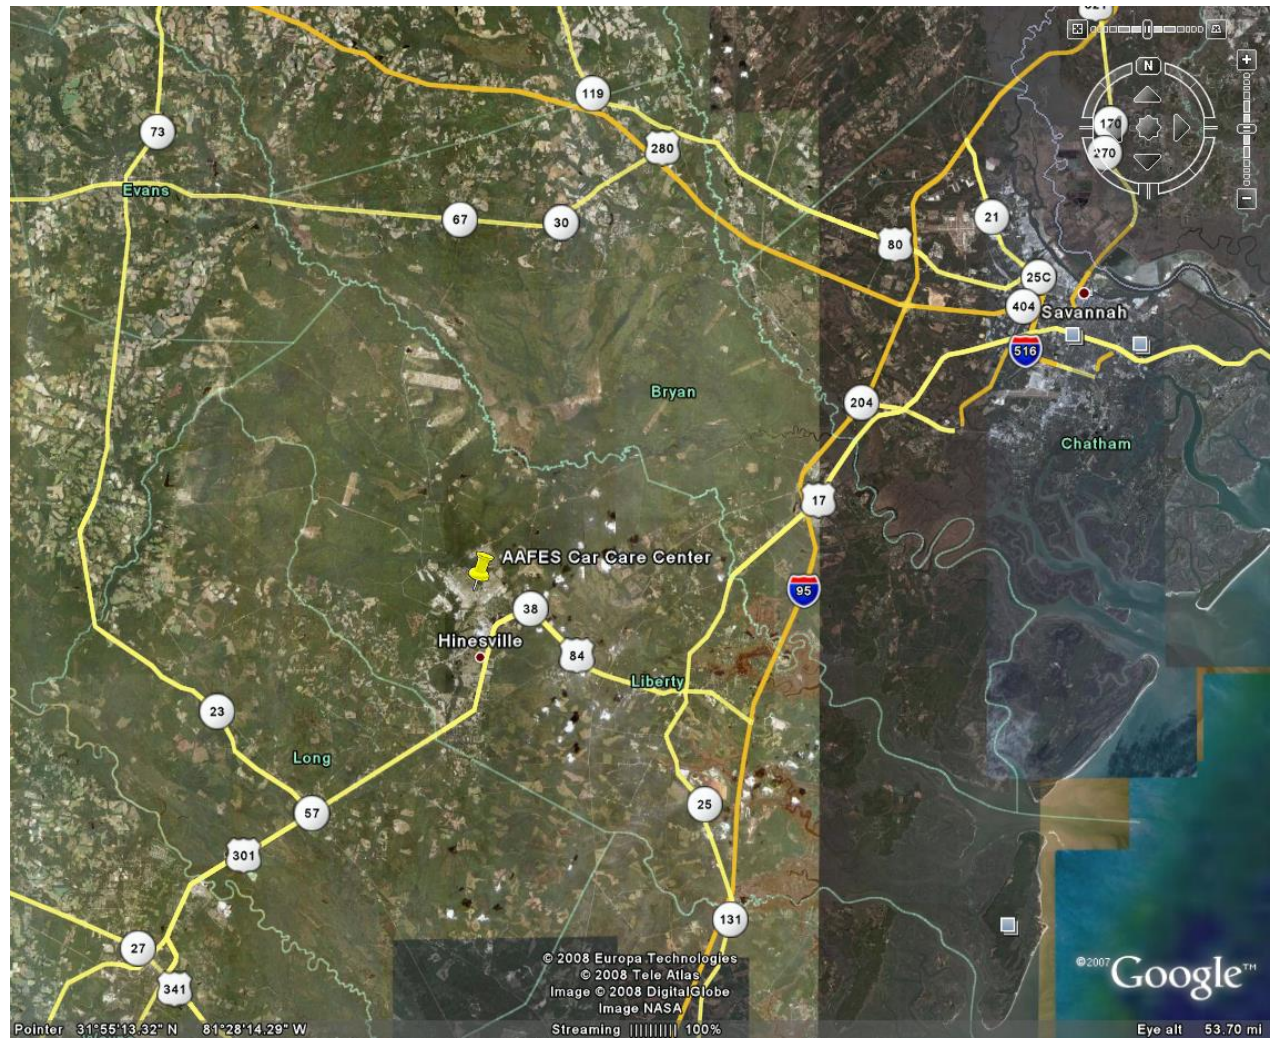 N
119
73
170
170
280
Evans
67
30
21
80
25C
404
Savannah
516
Bryan
204
Chatham
17
AAFES Car Care Center
95
38
Hinesville
84
Liberty
23
Long
25
57
301
131
27
341
© 2008 Europa Technologies
© 2008 Tele Atlas
Image © 2008 DigitalGlobe
Image NASA
©2007 Google™
Pointer 31°55'13.32" N 81°28'14.29" W Streaming |||||||||| 100% Eye alt 53.70 mi